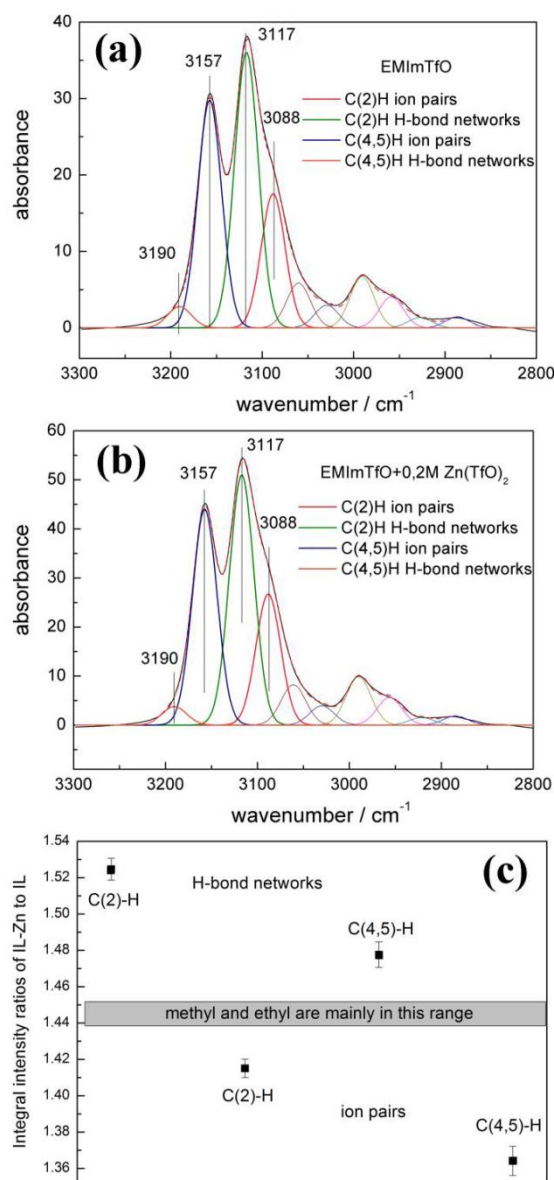 (a)
40
30
20
10
0
absorbance
3157
3117
3088
3190
EMImTfO
C(2)H ion pairs
C(2)H H-bond networks
C(4,5)H ion pairs
C(4,5)H H-bond networks
3300 3200 3100 3000 2900 2800
wavenumber / cm-1
(b)
60
50
40
30
20
10
0
absorbance
3157
3117
3088
3190
EMImTfO+0,2M Zn(TfO)2
C(2)H ion pairs
C(2)H H-bond networks
C(4,5)H ion pairs
C(4,5)H H-bond networks
3300 3200 3100 3000 2900 2800
wavenumber / cm-1
(c)
1.54
1.52
1.50
1.48
1.46
1.44
1.42
1.40
1.38
1.36
Integral intensity ratios of IL-Zn to IL
H-bond networks
C(2)-H
C(4,5)-H
methyl and ethyl are mainly in this range
C(2)-H
ion pairs
C(4,5)-H